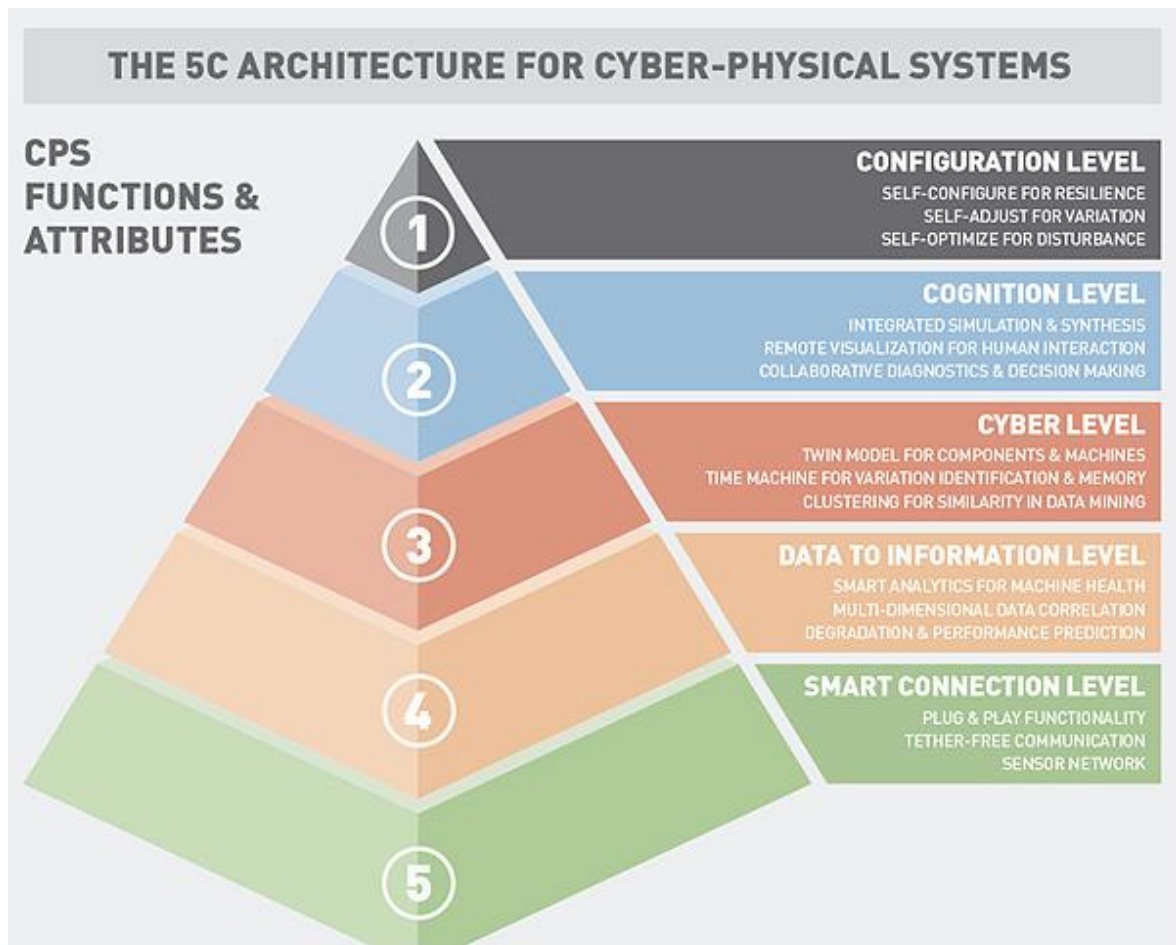 THE 5C ARCHITECTURE FOR CYBER-PHYSICAL SYSTEMS
CPS
FUNCTIONS &
ATTRIBUTES
1
CONFIGURATION LEVEL
SELF-CONFIGURE FOR RESILIENCE
SELF-ADJUST FOR VARIATION
SELF-OPTIMIZE FOR DISTURBANCE
2
COGNITION LEVEL
INTEGRATED SIMULATION & SYNTHESIS
REMOTE VISUALIZATION FOR HUMAN INTERACTION
COLLABORATIVE DIAGNOSTICS & DECISION MAKING
3
CYBER LEVEL
TWIN MODEL FOR COMPONENTS & MACHINES
TIME MACHINE FOR VARIATION IDENTIFICATION & MEMORY
CLUSTERING FOR SIMILARITY IN DATA MINING
4
DATA TO INFORMATION LEVEL
SMART ANALYTICS FOR MACHINE HEALTH
MULTI-DIMENSIONAL DATA CORRELATION
DEGRADATION & PERFORMANCE PREDICTION
5
SMART CONNECTION LEVEL
PLUG & PLAY FUNCTIONALITY
TETHER-FREE COMMUNICATION
SENSOR NETWORK